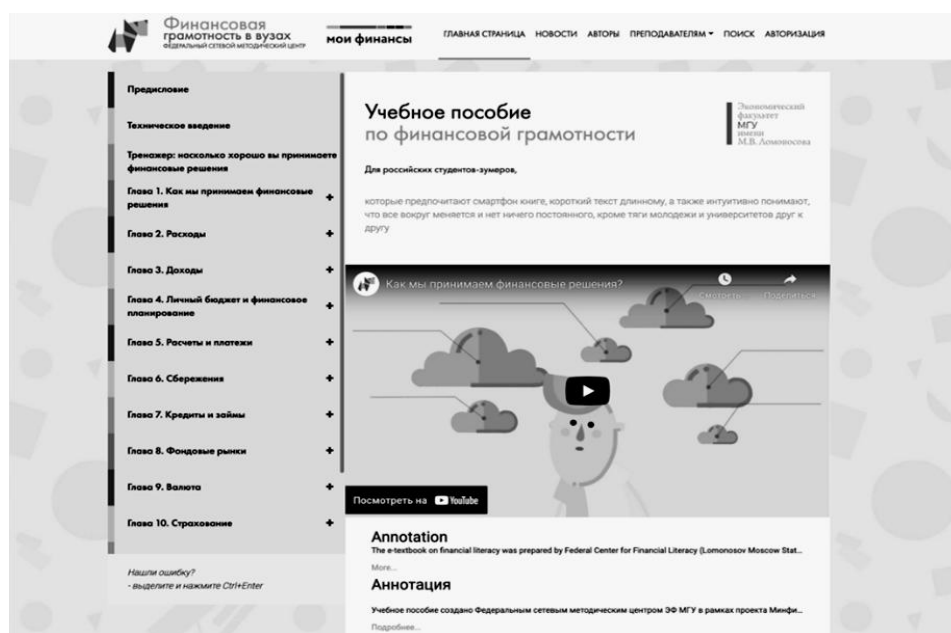 Финансовая
грамотность в вузах
ФЕДЕРАЛЬНЫЙ СЕТЕВОЙ МЕТОДИЧЕСКИЙ ЦЕНТР
мои финансы
ГЛАВНАЯ СТРАНИЦА НОВОСТИ АВТОРЫ ПРЕПОДАВАТЕЛЯМ ПОИСК АВТОРИЗАЦИЯ
Предисловие
Техническое введение
Тренажер: насколько хорошо вы принимаете
финансовые решения
Глава 1. Как мы принимаем финансовые
решения +
Глава 2. Расходы +
Глава 3. Доходы +
Глава 4. Личный бюджет и финансовое
планирование +
Глава 5. Расчеты и платежи +
Глава 6. Сбережения +
Глава 7. Кредиты и займы +
Глава 8. Фондовые рынки +
Глава 9. Валюта +
Глава 10. Страхование +
Нашли ошибку?
- выделите и нажмите Ctrl+Enter
Учебное пособие
по финансовой грамотности
Экономический
факультет
МГУ
имени
М.В. Ломоносова
Для российских студентов-зумеров,
которые предпочитают смартфон книге, короткий текст длинному, а также интуитивно понимают,
что все вокруг меняется и нет ничего постоянного, кроме тяги молодежи и университетов друг к
другу
Как мы принимаем финансовые решения?
Смотреть... Поделиться
Посмотреть на YouTube
Annotation
The e-textbook on financial literacy was prepared by Federal Center for Financial Literacy (Lomonosov Moscow Stat...
More...
Аннотация
Учебное пособие создано Федеральным сетевым методическим центром ЭФ МГУ в рамках проекта Минфи...
Подробнее...